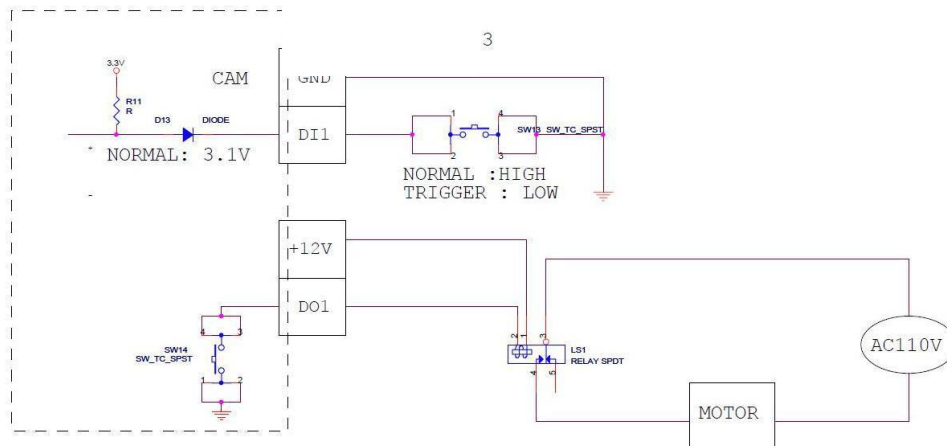 3
3.3V
CAM
GND
R11
R
D13
DIODE
DI1
1
4
SW13 SW_TC_SPST
2
3
NORMAL: 3.1V
NORMAL :HIGH
TRIGGER : LOW
+12V
DO1
2
1
3
4
3
SW14
SW_TC_SPST
LS1
RELAY SPDT
AC110V
4
5
1
2
MOTOR